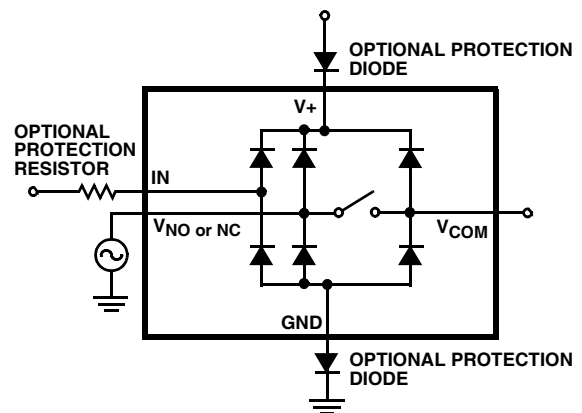 OPTIONAL PROTECTION
DIODE
V+
OPTIONAL
PROTECTION
RESISTOR
IN
VNO or NC
VCOM
GND
OPTIONAL PROTECTION
DIODE